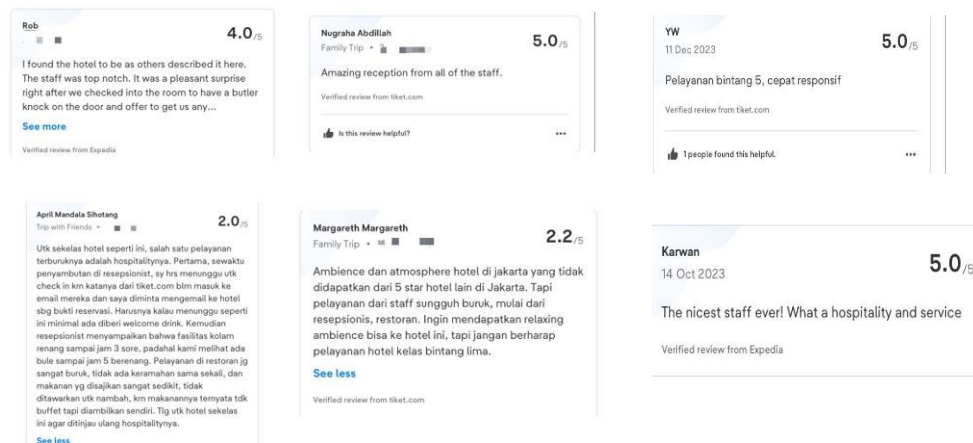 Rob
4.0/5
I found the hotel to be as others described it here.
The staff was top notch. It was a pleasant surprise
right after we checked into the room to have a butler
knock on the door and offer to get us any...
See more
Verified review from Expedia
Nugraha Abdillah
Family Trip •
5.0/5
Amazing reception from all of the staff.
Verified review from tiket.com
Is this review helpful?
YW
11 Dec 2023
5.0/5
Pelayanan bintang 5, cepat responsif
Verified review from tiket.com
1 people found this helpful.
April Mandala Sihotang
Trip with Friends •
2.0/5
Utk sekelas hotel seperti ini, salah satu pelayanan
terburuknya adalah hospitalitynya. Pertama, sewaktu
penyambutan di resepsionist, sy hrs menunggu utk
check in krn katanya dari tiket.com blm masuk ke
email mereka dan saya diminta mengemail ke hotel
sbg bukti reservasi. Harusnya kalau menunggu seperti
ini minimal ada diberi welcome drink. Kemudian
resepsionist menyampaikan bahwa fasilitas kolam
renang sampai jam 3 sore, padahal kami melihat ada
bule sampai jam 5 berenang. Pelayanan di restoran jg
sangat buruk, tidak ada keramahan sama sekali, dan
makanan yg disajikan sangat sedikit, tidak
ditawarkan utk nambah, krn makanannya ternyata tdk
buffet tapi diambilkan sendiri. Tlg utk hotel sekelas
ini agar ditinjau ulang hospitalitynya.
See less
Margareth Margareth
Family Trip •
2.2/5
Ambience dan atmosphere hotel di jakarta yang tidak
didapatkan dari 5 star hotel lain di Jakarta. Tapi
pelayanan dari staff sungguh buruk, mulai dari
resepsionis, restoran. Ingin mendapatkan relaxing
ambience bisa ke hotel ini, tapi jangan berharap
pelayanan hotel kelas bintang lima.
See less
Verified review from tiket.com
Karwan
14 Oct 2023
5.0/5
The nicest staff ever! What a hospitality and service
Verified review from Expedia